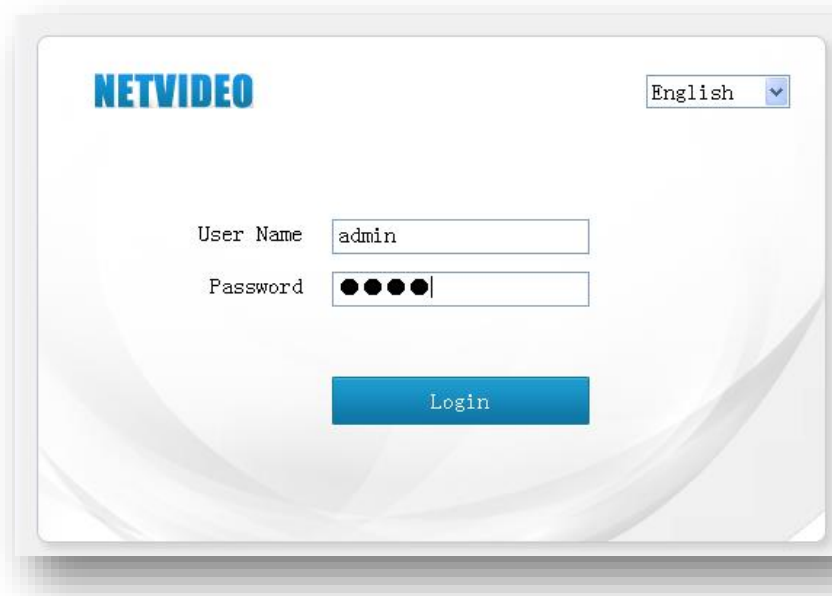 NETVIDEO
English
User Name admin
Password ●●●●
Login